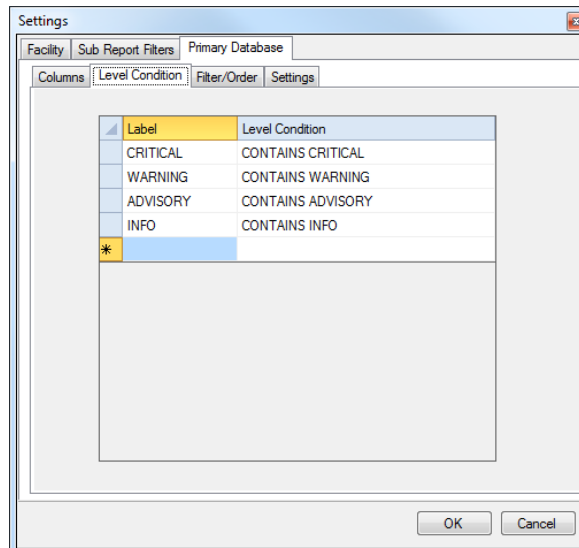 Settings
Facility Sub Report Filters Primary Database
Columns Level Condition Filter/Order Settings
Label Level Condition
CRITICAL CONTAINS CRITICAL
WARNING CONTAINS WARNING
ADVISORY CONTAINS ADVISORY
INFO CONTAINS INFO
*
OK Cancel